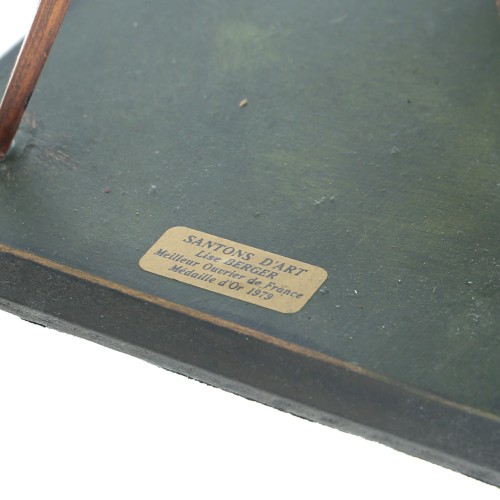 SANTONS D'ART
Lise BERGER
Meilleur Ouvrier de France
Médaille d'Or 1979